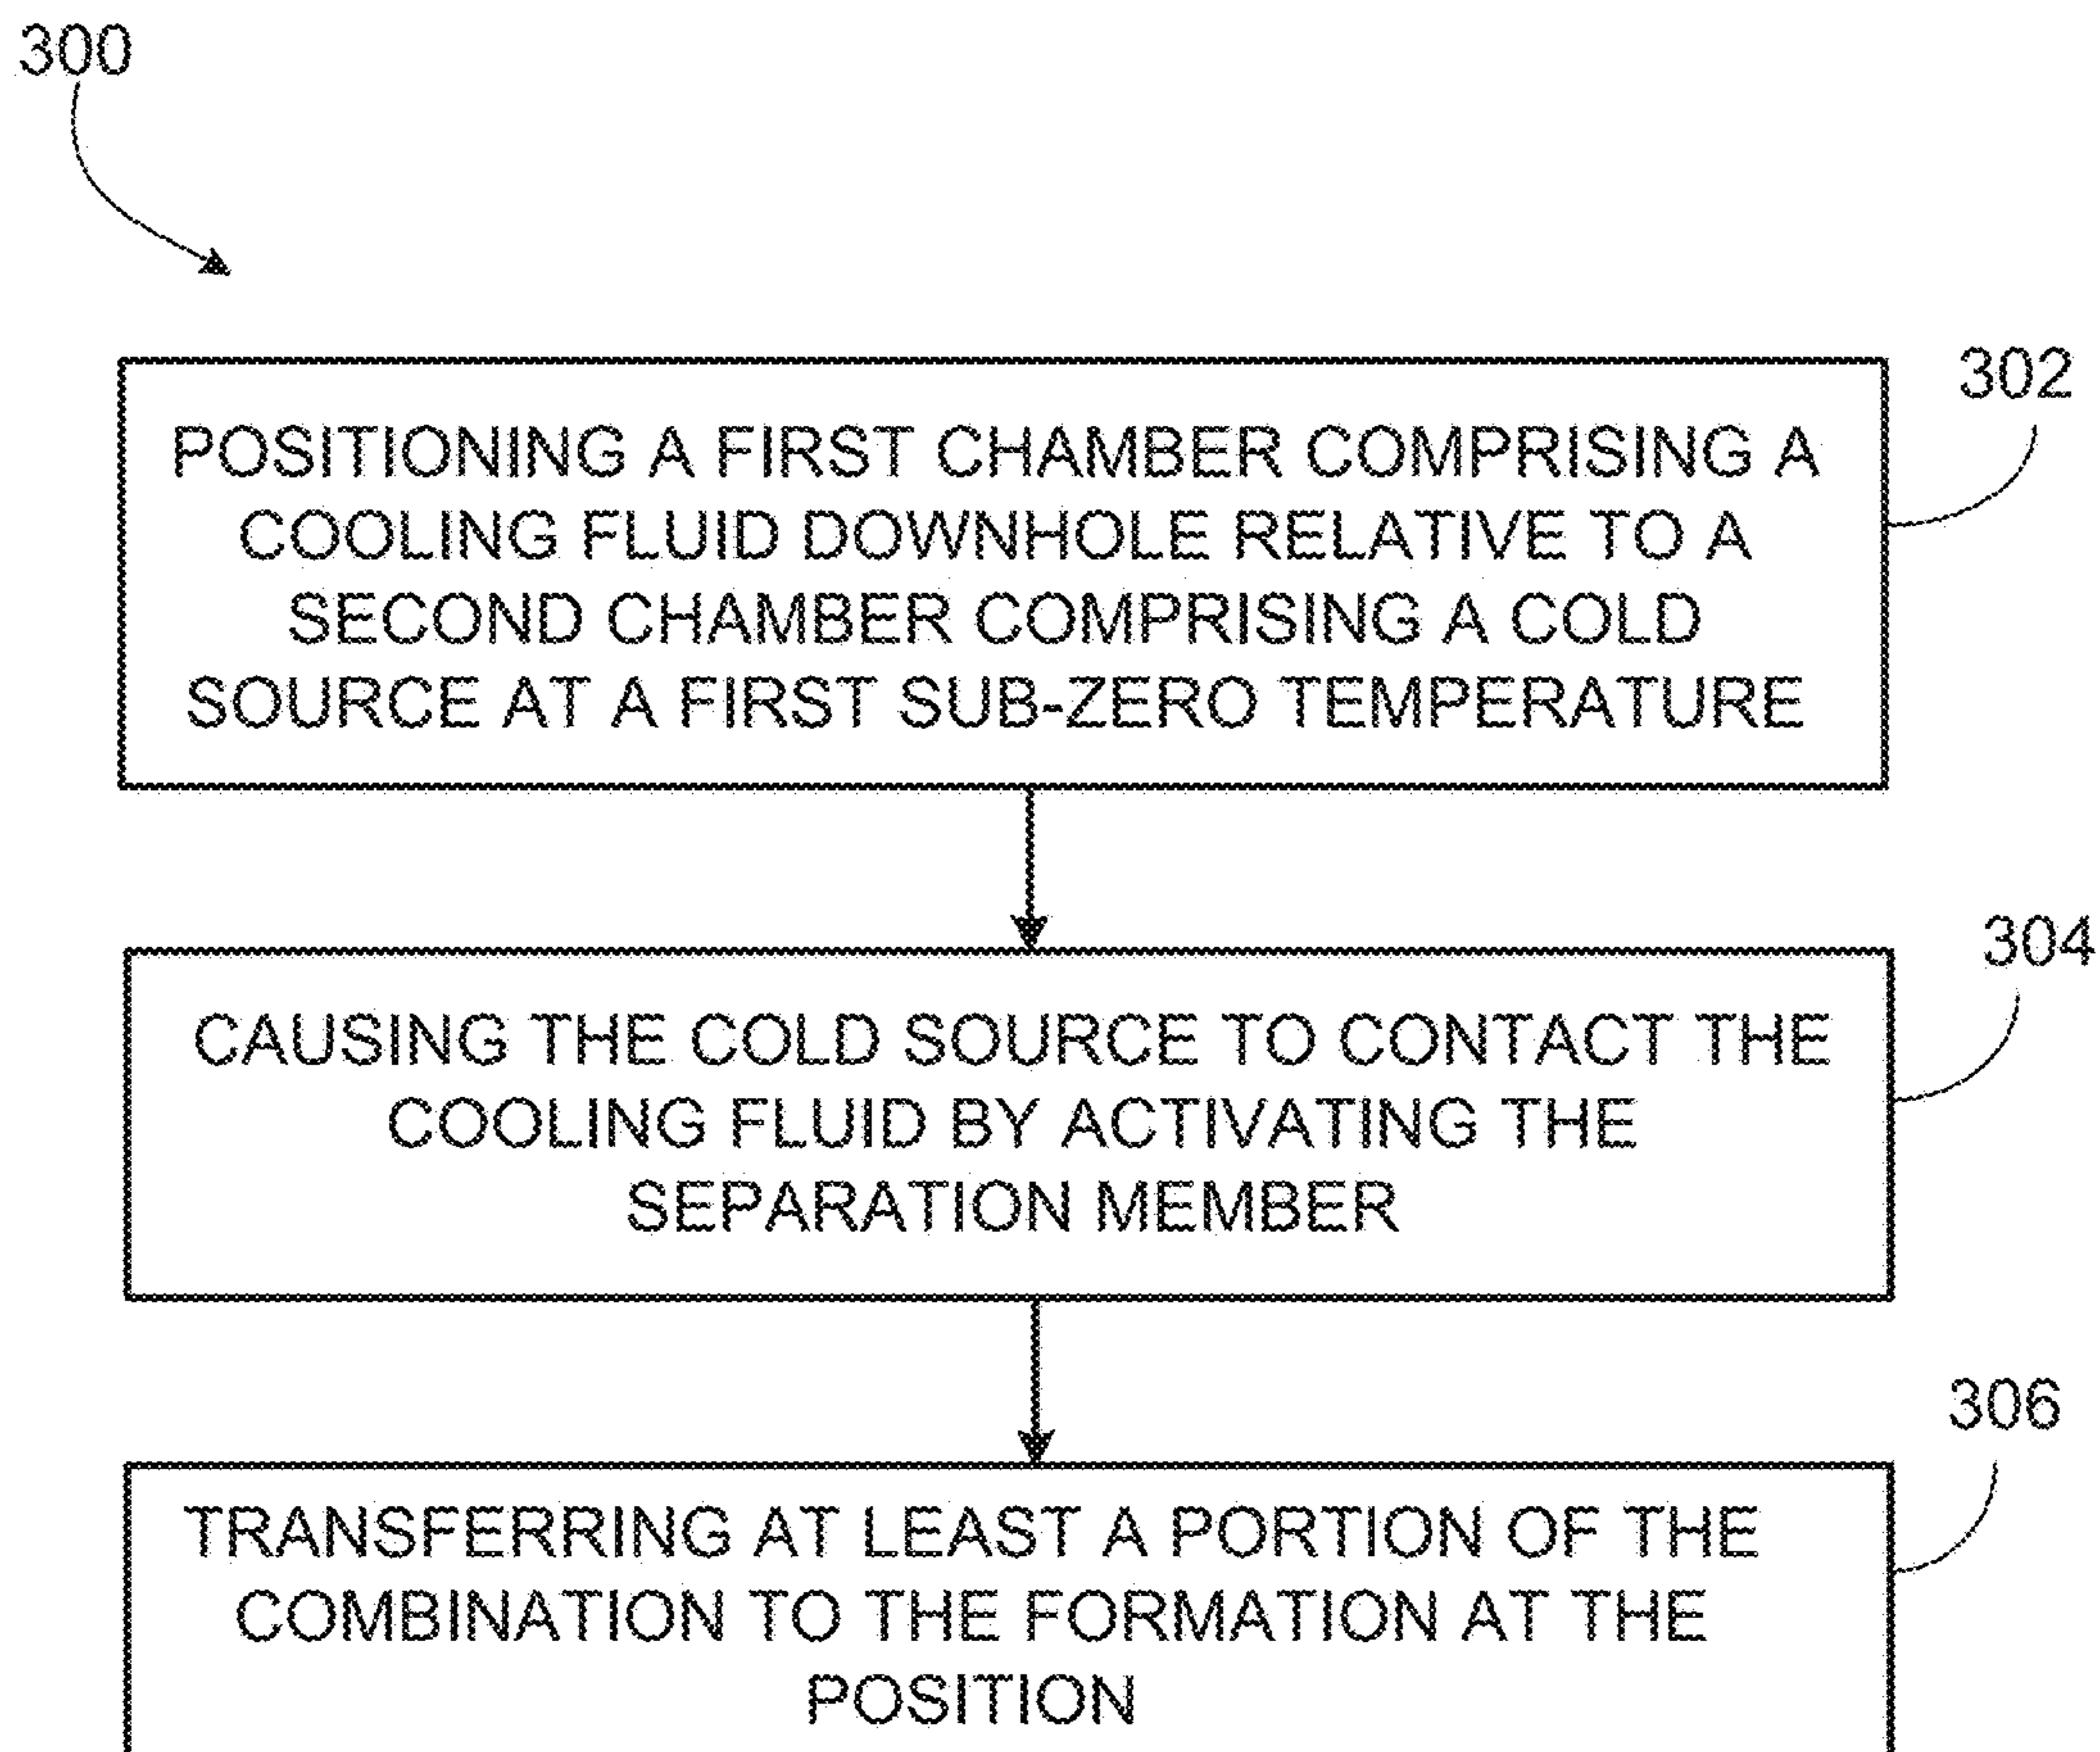 300
302
POSITIONING A FIRST CHAMBER COMPRISING A
COOLING FLUID DOWNHOLE RELATIVE TO A
SECOND CHAMBER COMPRISING A COLD
SOURCE AT A FIRST SUB-ZERO TEMPERATURE
304
CAUSING THE COLD SOURCE TO CONTACT THE
COOLING FLUID BY ACTIVATING THE
SEPARATION MEMBER
306
TRANSFERRING AT LEAST A PORTION OF THE
COMBINATION TO THE FORMATION AT THE
POSITION